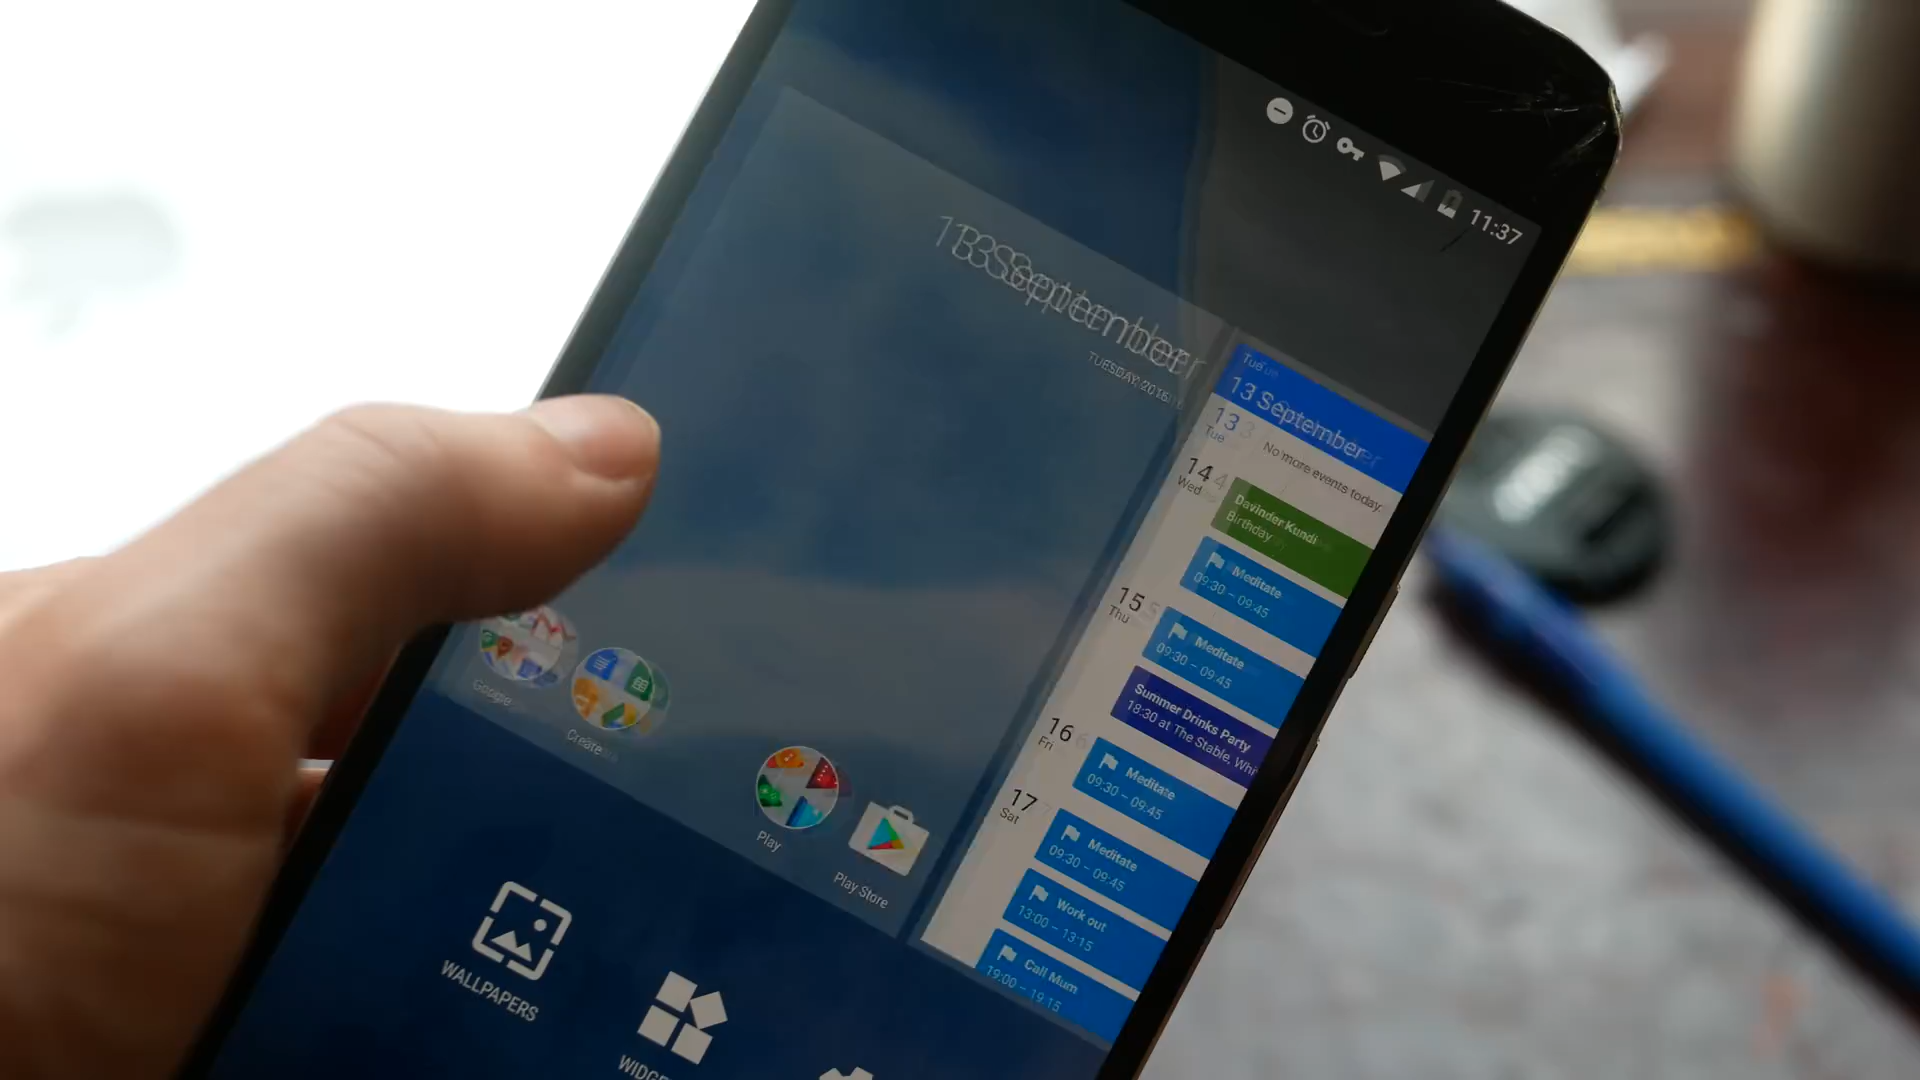 11:37
13 September
TUESDAY, 2016
Tue
13 September
13
Tue
No more events today.
14
Wed
Davinder Kundi
Birthday
Meditate
09:30 – 09:45
15
Thu
Meditate
09:30 – 09:45
Summer Drinks Party
18:30 at The Stable, Whi
16
Fri
Meditate
09:30 – 09:45
17
Sat
Meditate
09:30 – 09:45
Work out
13:00 – 13:15
Call Mum
19:00 – 19:15
Google
Create
Play
Play Store
WALLPAPERS
WIDGE